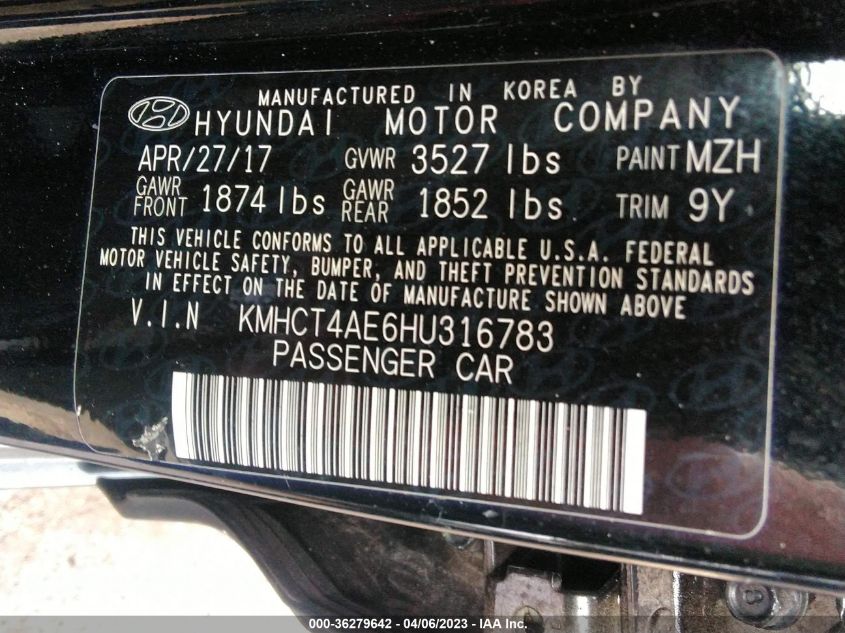 MANUFACTURED IN KOREA BY
HYUNDAI MOTOR COMPANY
APR/27/17 GVWR 3527 lbs PAINT MZH
GAWR FRONT 1874 lbs GAWR REAR 1852 lbs TRIM 9Y
THIS VEHICLE CONFORMS TO ALL APPLICABLE U.S.A. FEDERAL
MOTOR VEHICLE SAFETY, BUMPER, AND THEFT PREVENTION STANDARDS
IN EFFECT ON THE DATE OF MANUFACTURE SHOWN ABOVE
V.I.N KMHCT4AE6HU316783
PASSENGER CAR
8
000-36279642 - 04/06/2023 - IAA Inc.